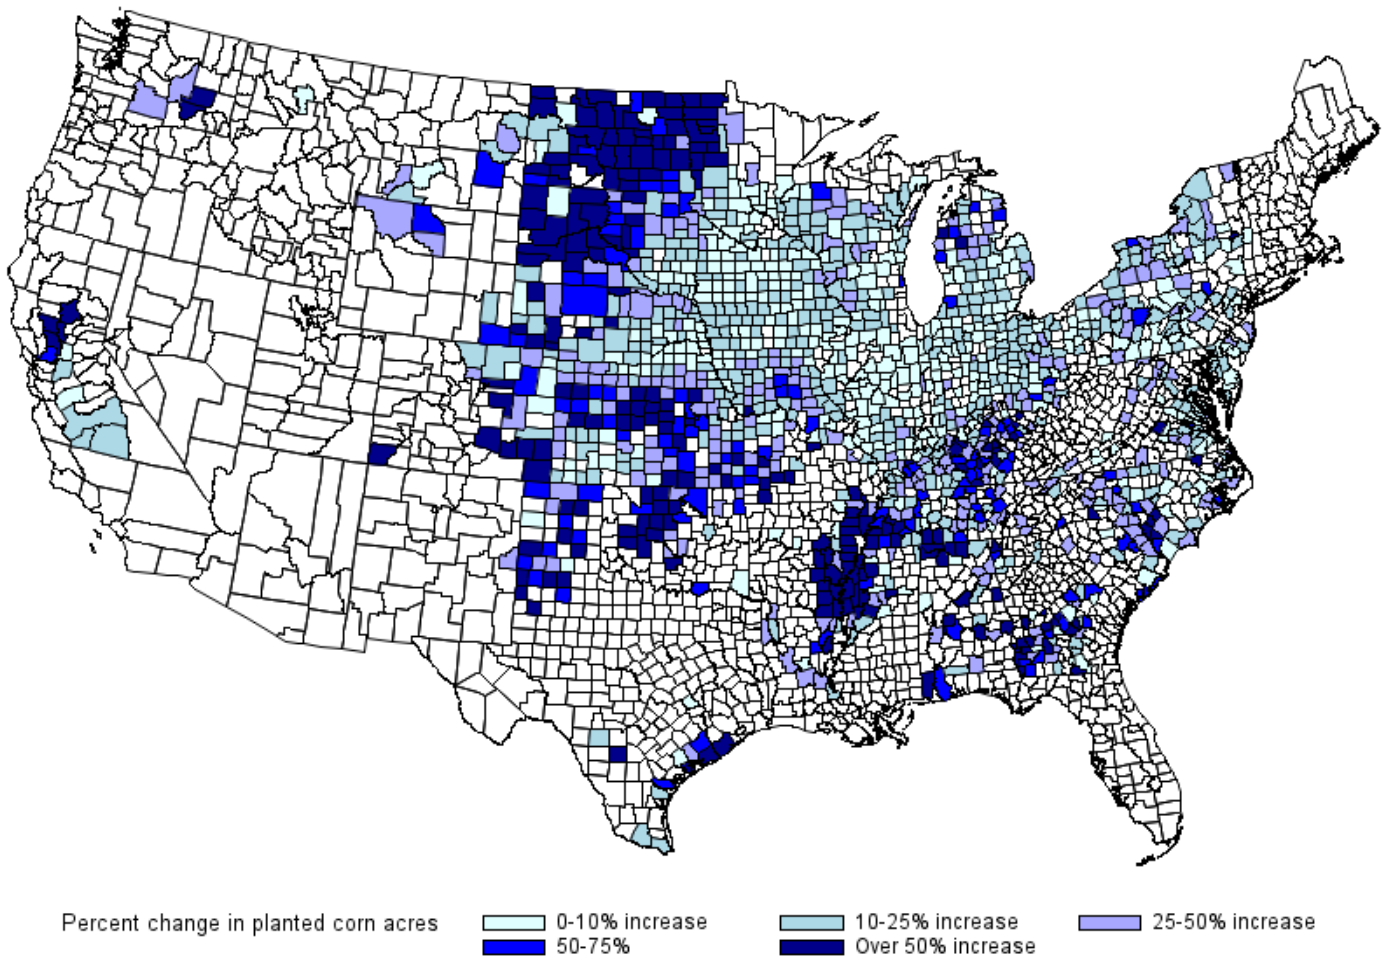 Percent change in planted corn acres 0-10% increase 10-25% increase 25-50% increase
50-75% Over 50% increase